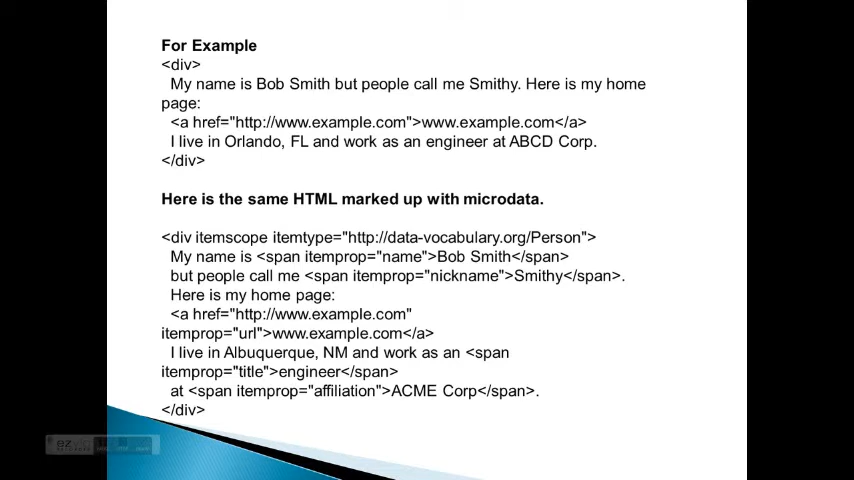 For Example
<div>
My name is Bob Smith but people call me Smithy. Here is my home
page:
<a href="http://www.example.com">www.example.com</a>
I live in Orlando, FL and work as an engineer at ABCD Corp.
</div>
Here is the same HTML marked up with microdata.
<div itemscope itemtype="http://data-vocabulary.org/Person">
My name is <span itemprop="name">Bob Smith</span>
but people call me <span itemprop="nickname">Smithy</span>.
Here is my home page:
<a href="http://www.example.com"
itemprop="url">www.example.com</a>
I live in Albuquerque, NM and work as an <span
itemprop="title">engineer</span>
at <span itemprop="affiliation">ACME Corp</span>.
</div>